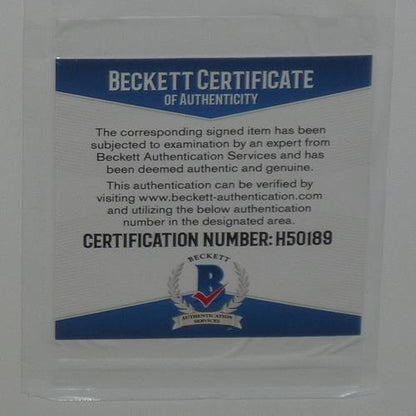 BECKETT CERTIFICATE
OF AUTHENTICITY
The corresponding signed item has been
subjected to examination by an expert from
Beckett Authentication Services and has
been deemed authentic and genuine.
This authentication can be verified by
visiting www.beckett-authentication.com
and utilizing the below authentication
number in the designated area.
CERTIFICATION NUMBER: H50189
BECKETT
B
AUTHENTICATION
SERVICES